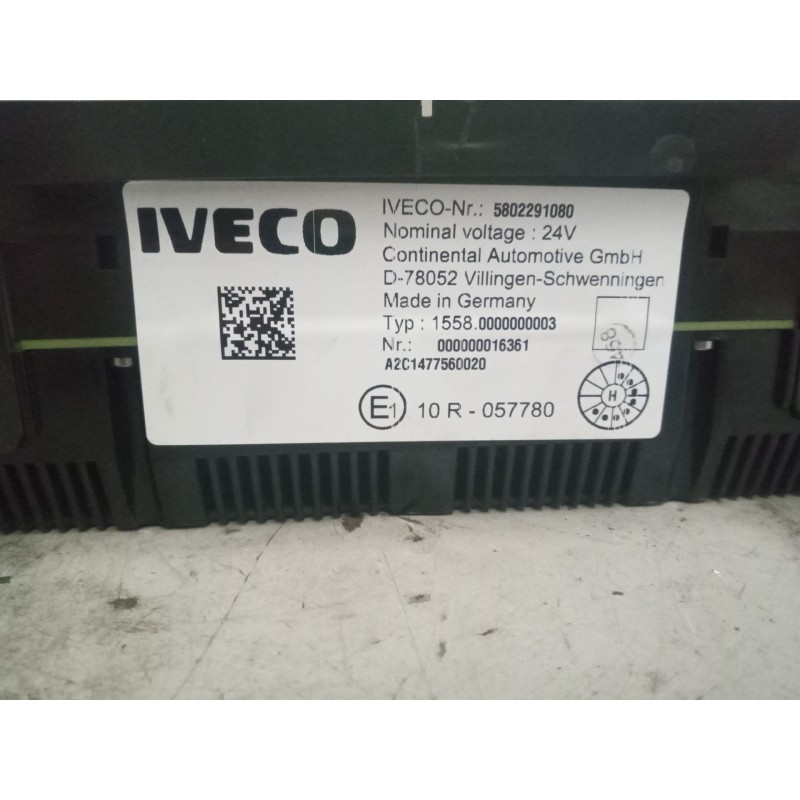 IVECO
IVECO-Nr.: 5802291080
Nominal voltage : 24V
Continental Automotive GmbH
D-78052 Villingen-Schwenningen
Made in Germany
Typ : 1558.0000000003
Nr.: 000000016361
A2C1477560020
E1 10 R - 057780
H